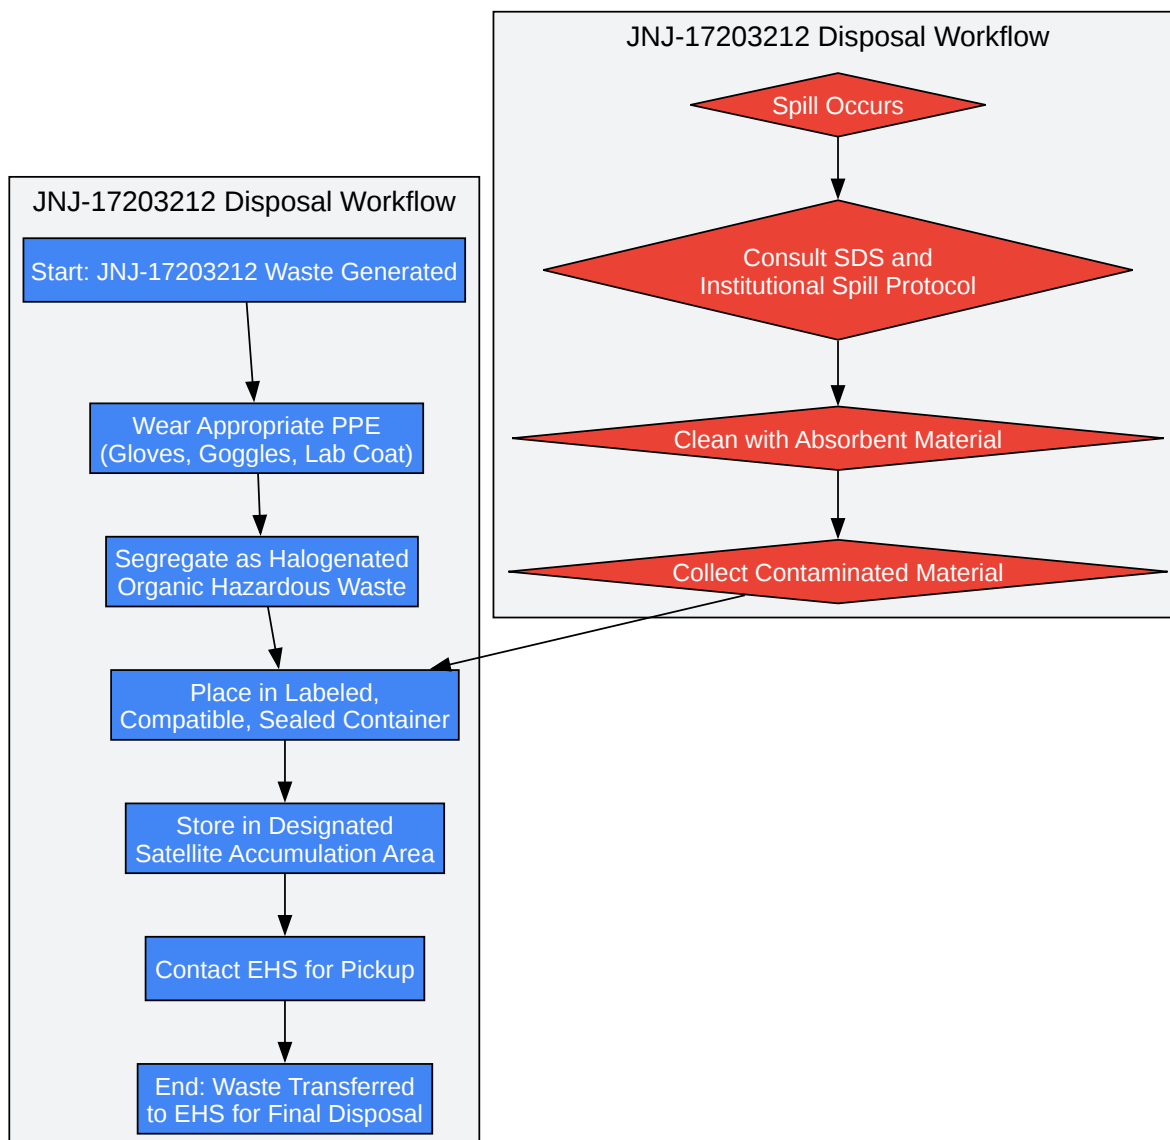 JNJ-17203212 Disposal Workflow
Spill Occurs
Consult SDS and
Institutional Spill Protocol
Clean with Absorbent Material
Collect Contaminated Material
JNJ-17203212 Disposal Workflow
Start: JNJ-17203212 Waste Generated
Wear Appropriate PPE
(Gloves, Goggles, Lab Coat)
Segregate as Halogenated
Organic Hazardous Waste
Place in Labeled,
Compatible, Sealed Container
Store in Designated
Satellite Accumulation Area
Contact EHS for Pickup
End: Waste Transferred
to EHS for Final Disposal